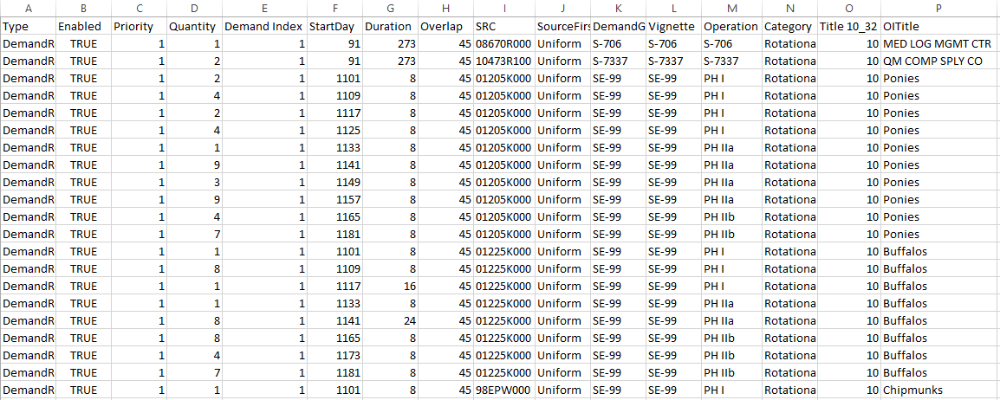 A B C D E F G H I J K L M N O P
Type Enabled Priority Quantity Demand Index StartDay Duration Overlap SRC SourceFirs DemandG Vignette Operation Category Title 10_32 OITitle
DemandR TRUE 1 1 1 91 273 45 08670R000 Uniform S-706 S-706 S-706 Rotationa 10 MED LOG MGMT CTR
DemandR TRUE 1 2 1 91 273 45 10473R100 Uniform S-7337 S-7337 S-7337 Rotationa 10 QM COMP SPLY CO
DemandR TRUE 1 2 1 1101 8 45 01205K000 Uniform SE-99 SE-99 PH I Rotationa 10 Ponies
DemandR TRUE 1 4 1 1109 8 45 01205K000 Uniform SE-99 SE-99 PH I Rotationa 10 Ponies
DemandR TRUE 1 2 1 1117 8 45 01205K000 Uniform SE-99 SE-99 PH I Rotationa 10 Ponies
DemandR TRUE 1 4 1 1125 8 45 01205K000 Uniform SE-99 SE-99 PH I Rotationa 10 Ponies
DemandR TRUE 1 1 1 1133 8 45 01205K000 Uniform SE-99 SE-99 PH IIa Rotationa 10 Ponies
DemandR TRUE 1 9 1 1141 8 45 01205K000 Uniform SE-99 SE-99 PH IIa Rotationa 10 Ponies
DemandR TRUE 1 3 1 1149 8 45 01205K000 Uniform SE-99 SE-99 PH IIa Rotationa 10 Ponies
DemandR TRUE 1 9 1 1157 8 45 01205K000 Uniform SE-99 SE-99 PH IIa Rotationa 10 Ponies
DemandR TRUE 1 4 1 1165 8 45 01205K000 Uniform SE-99 SE-99 PH IIb Rotationa 10 Ponies
DemandR TRUE 1 7 1 1181 8 45 01205K000 Uniform SE-99 SE-99 PH IIb Rotationa 10 Ponies
DemandR TRUE 1 1 1 1101 8 45 01225K000 Uniform SE-99 SE-99 PH I Rotationa 10 Buffalos
DemandR TRUE 1 8 1 1109 8 45 01225K000 Uniform SE-99 SE-99 PH I Rotationa 10 Buffalos
DemandR TRUE 1 1 1 1117 16 45 01225K000 Uniform SE-99 SE-99 PH I Rotationa 10 Buffalos
DemandR TRUE 1 1 1 1133 8 45 01225K000 Uniform SE-99 SE-99 PH IIa Rotationa 10 Buffalos
DemandR TRUE 1 8 1 1141 24 45 01225K000 Uniform SE-99 SE-99 PH IIa Rotationa 10 Buffalos
DemandR TRUE 1 8 1 1165 8 45 01225K000 Uniform SE-99 SE-99 PH IIb Rotationa 10 Buffalos
DemandR TRUE 1 4 1 1173 8 45 01225K000 Uniform SE-99 SE-99 PH IIb Rotationa 10 Buffalos
DemandR TRUE 1 7 1 1181 8 45 01225K000 Uniform SE-99 SE-99 PH IIb Rotationa 10 Buffalos
DemandR TRUE 1 1 1 1101 8 45 98EPW000 Uniform SE-99 SE-99 PH I Rotationa 10 Chipmunks